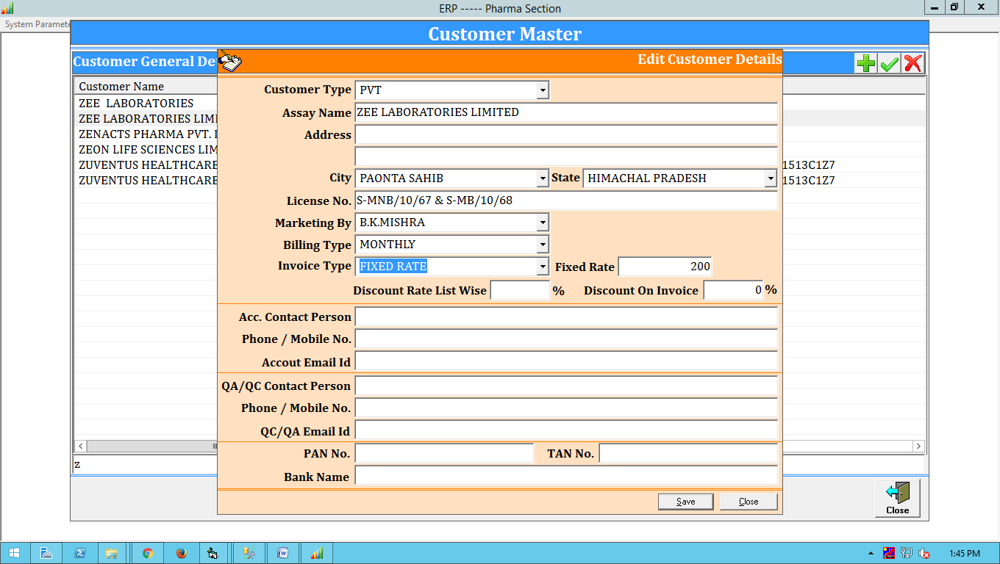 ERP ----- Pharma Section
System Paramete
Customer Master
Customer General De
Edit Customer Details
Customer Name
ZEE LABORATORIES
ZEE LABORATORIES LIMI
ZENACTS PHARMA PVT. L
ZEON LIFE SCIENCES LIM
ZUVENTUS HEALTHCARE 1513C1Z7
ZUVENTUS HEALTHCARE 1513C1Z7
z
Customer Type PVT
Assay Name ZEE LABORATORIES LIMITED
Address
City PAONTA SAHIB State HIMACHAL PRADESH
License No. S-MNB/10/67 & S-MB/10/68
Marketing By B.K.MISHRA
Billing Type MONTHLY
Invoice Type FIXED RATE Fixed Rate 200
Discount Rate List Wise % Discount On Invoice 0 %
Acc. Contact Person
Phone / Mobile No.
Accout Email Id
QA/QC Contact Person
Phone / Mobile No.
QC/QA Email Id
PAN No. TAN No.
Bank Name
Save Close
Close
1:45 PM